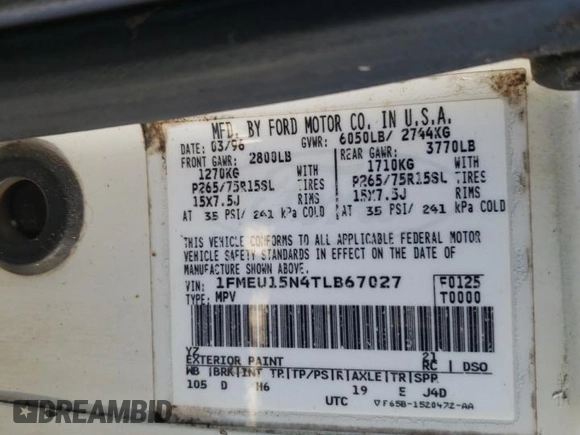 MFD. BY FORD MOTOR CO. IN U.S.A.
DATE: 03/96 GVWR: 6050LB/ 2744KG
FRONT GAWR: 2800LB REAR GAWR: 3770LB
1270KG WITH 1710KG WITH
P265/75R15SL TIRES P265/75R15SL TIRES
15X7.5J RIMS 15X7.5J RIMS
AT 35 PSI/ 241 kPa COLD AT 35 PSI/ 241 kPa COLD
THIS VEHICLE CONFORMS TO ALL APPLICABLE FEDERAL MOTOR
VEHICLE SAFETY STANDARDS IN EFFECT ON THE DATE OF
MANUFACTURE SHOWN ABOVE.
VIN: 1FMEU15N4TLB67027 F0125
TYPE: MPV T0000
YZ 21
EXTERIOR PAINT RC DSO
WB BRK INT TR TP/PS R AXLE TR SPR
105 D H6 19 E J4D
UTC ▽F65B-1520472-AA
DREAMBID
AUCTION HISTORY